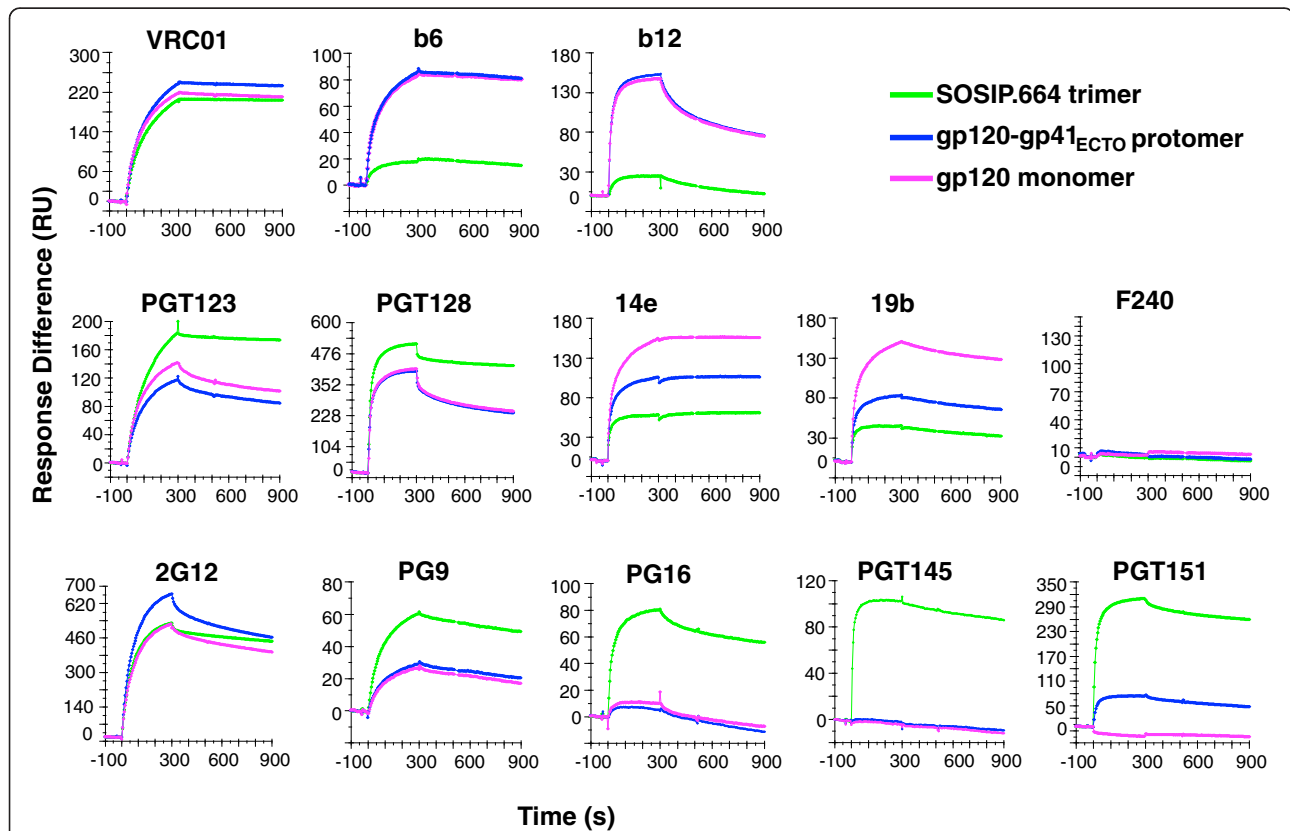 VRC01 b6 b12
300 220 140 60 0
-100 300 600 900
100 80 60 40 20 0
-100 300 600 900
180 150 80 30 0
-100 300 600 900
SOSIP.664 trimer
gp120-gp41ECTO protomer
gp120 monomer
Response Difference (RU)
PGT123 PGT128 14e 19b F240
200 160 120 80 40 0
-100 300 600 900
600 476 352 228 104 0
-100 300 600 900
180 150 90 30 0
-100 300 600 900
180 130 80 30 0
-100 300 600 900
130 90 50 10 0
-100 300 600 900
2G12 PG9 PG16 PGT145 PGT151
700 620 460 300 140 0
-100 300 600 900
80 60 40 20 0
-100 300 600 900
100 80 60 40 20 0
-100 300 600 900
120 80 40 0
-100 300 600 900
350 290 230 170 110 50 0
-100 300 600 900
Time (s)